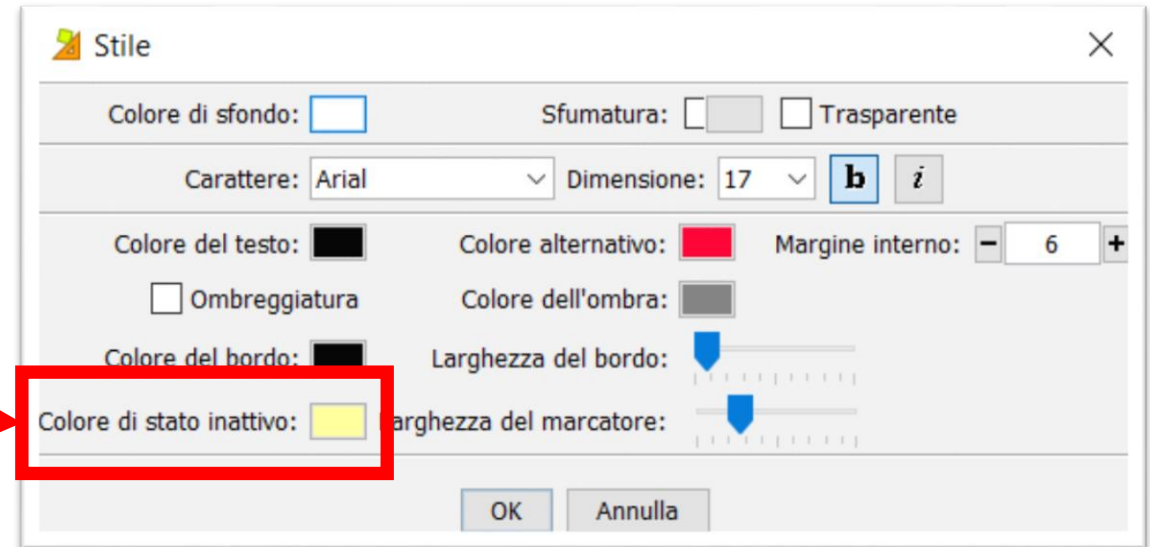 Stile
Colore di sfondo: Sfumatura: Trasparente
Carattere: Arial Dimensione: 17 b i
Colore del testo: Colore alternativo: Margine interno: - 6 +
Ombreggiatura Colore dell'ombra:
Colore del bordo: Larghezza del bordo:
Colore di stato inattivo: arghezza del marcatore:
OK Annulla